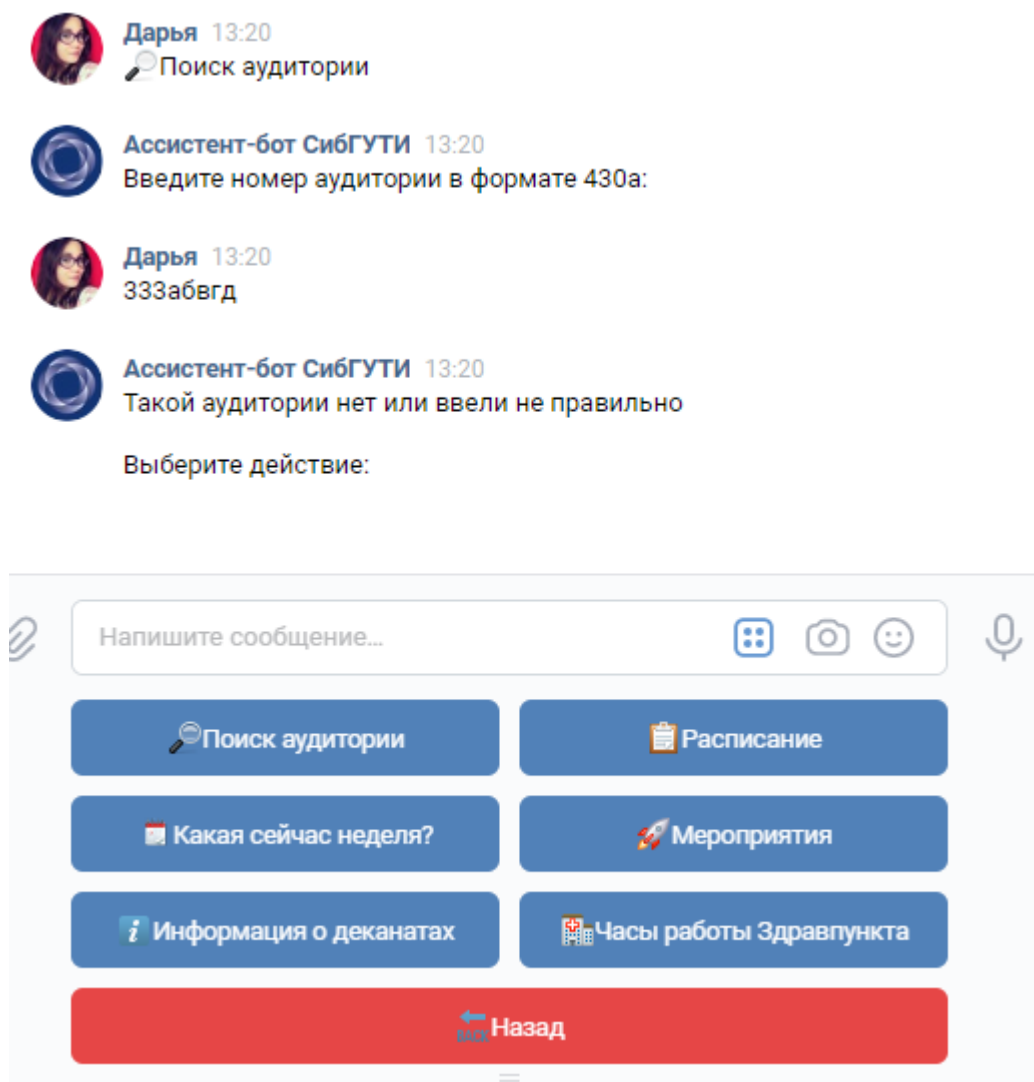 Дарья 13:20
🔎Поиск аудитории
Ассистент-бот СибГУТИ 13:20
Введите номер аудитории в формате 430а:
Дарья 13:20
333абвгд
Ассистент-бот СибГУТИ 13:20
Такой аудитории нет или ввели не правильно
Выберите действие:
Напишите сообщение...
🔎Поиск аудитории
📋Расписание
🗓 Какая сейчас неделя?
🚀Мероприятия
ℹ Информация о деканатах
🏥Часы работы Здравпункта
🔙Назад